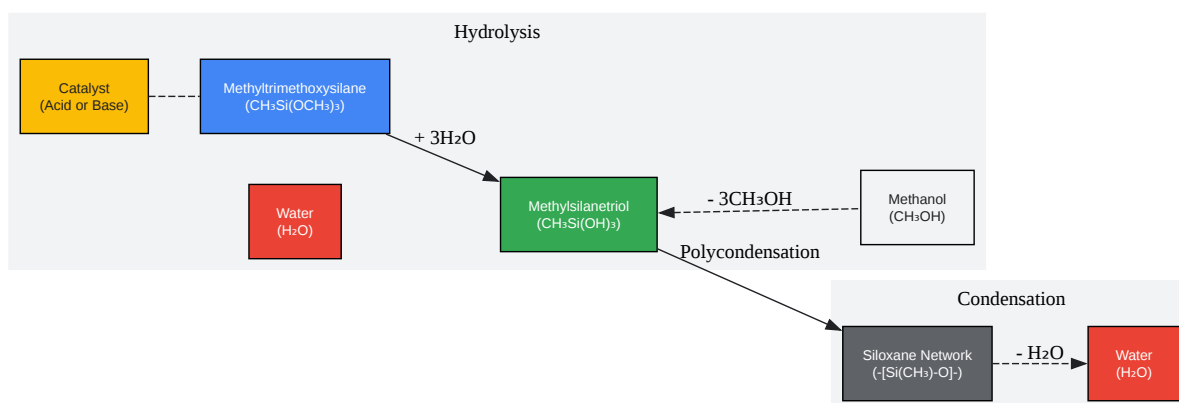 Hydrolysis
Catalyst
(Acid or Base)
Methyltrimethoxysilane
(CH₃Si(OCH₃)₃)
+ 3H₂O
Water
(H₂O)
Methylsilanetriol
(CH₃Si(OH)₃)
- 3CH₃OH
Methanol
(CH₃OH)
Polycondensation
Condensation
Siloxane Network
(-[Si(CH₃)-O]-)
- H₂O
Water
(H₂O)